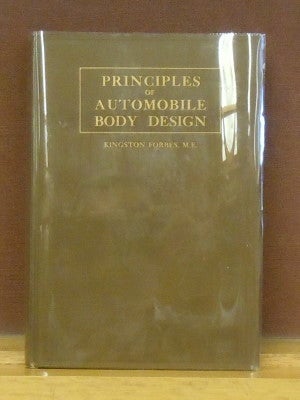 PRINCIPLES
OF
AUTOMOBILE
BODY DESIGN
KINGSTON FORBES, M.E.